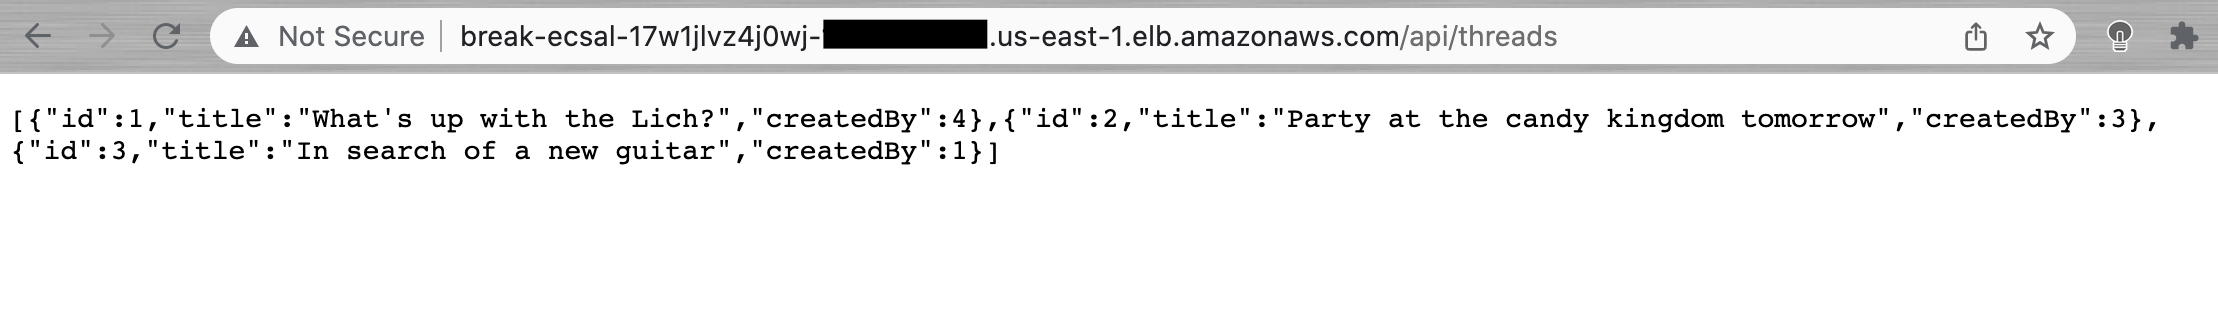 Not Secure break-ecsal-17w1jlvz4j0wj- .us-east-1.elb.amazonaws.com/api/threads
[{"id":1,"title":"What's up with the Lich?","createdBy":4},{"id":2,"title":"Party at the candy kingdom tomorrow","createdBy":3},
{"id":3,"title":"In search of a new guitar","createdBy":1}]